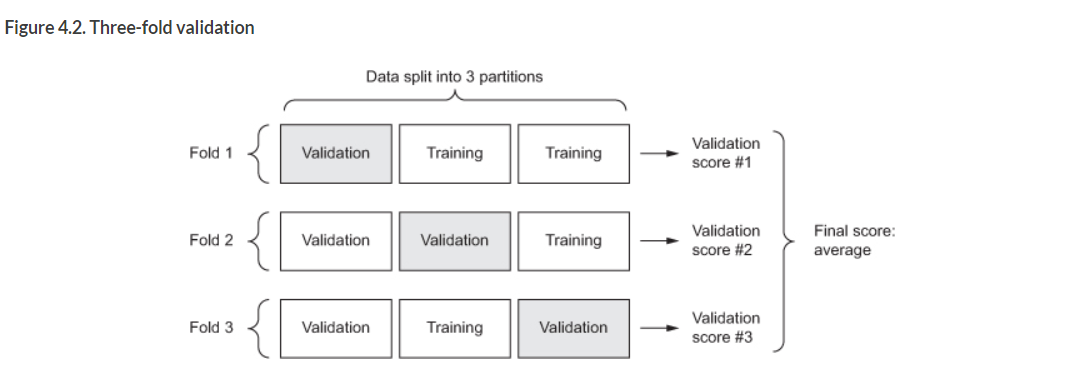 Figure 4.2. Three-fold validation
Data split into 3 partitions
Fold 1
Validation
Training
Training
Validation
score #1
Fold 2
Validation
Validation
Training
Validation
score #2
Final score:
average
Fold 3
Validation
Training
Validation
Validation
score #3